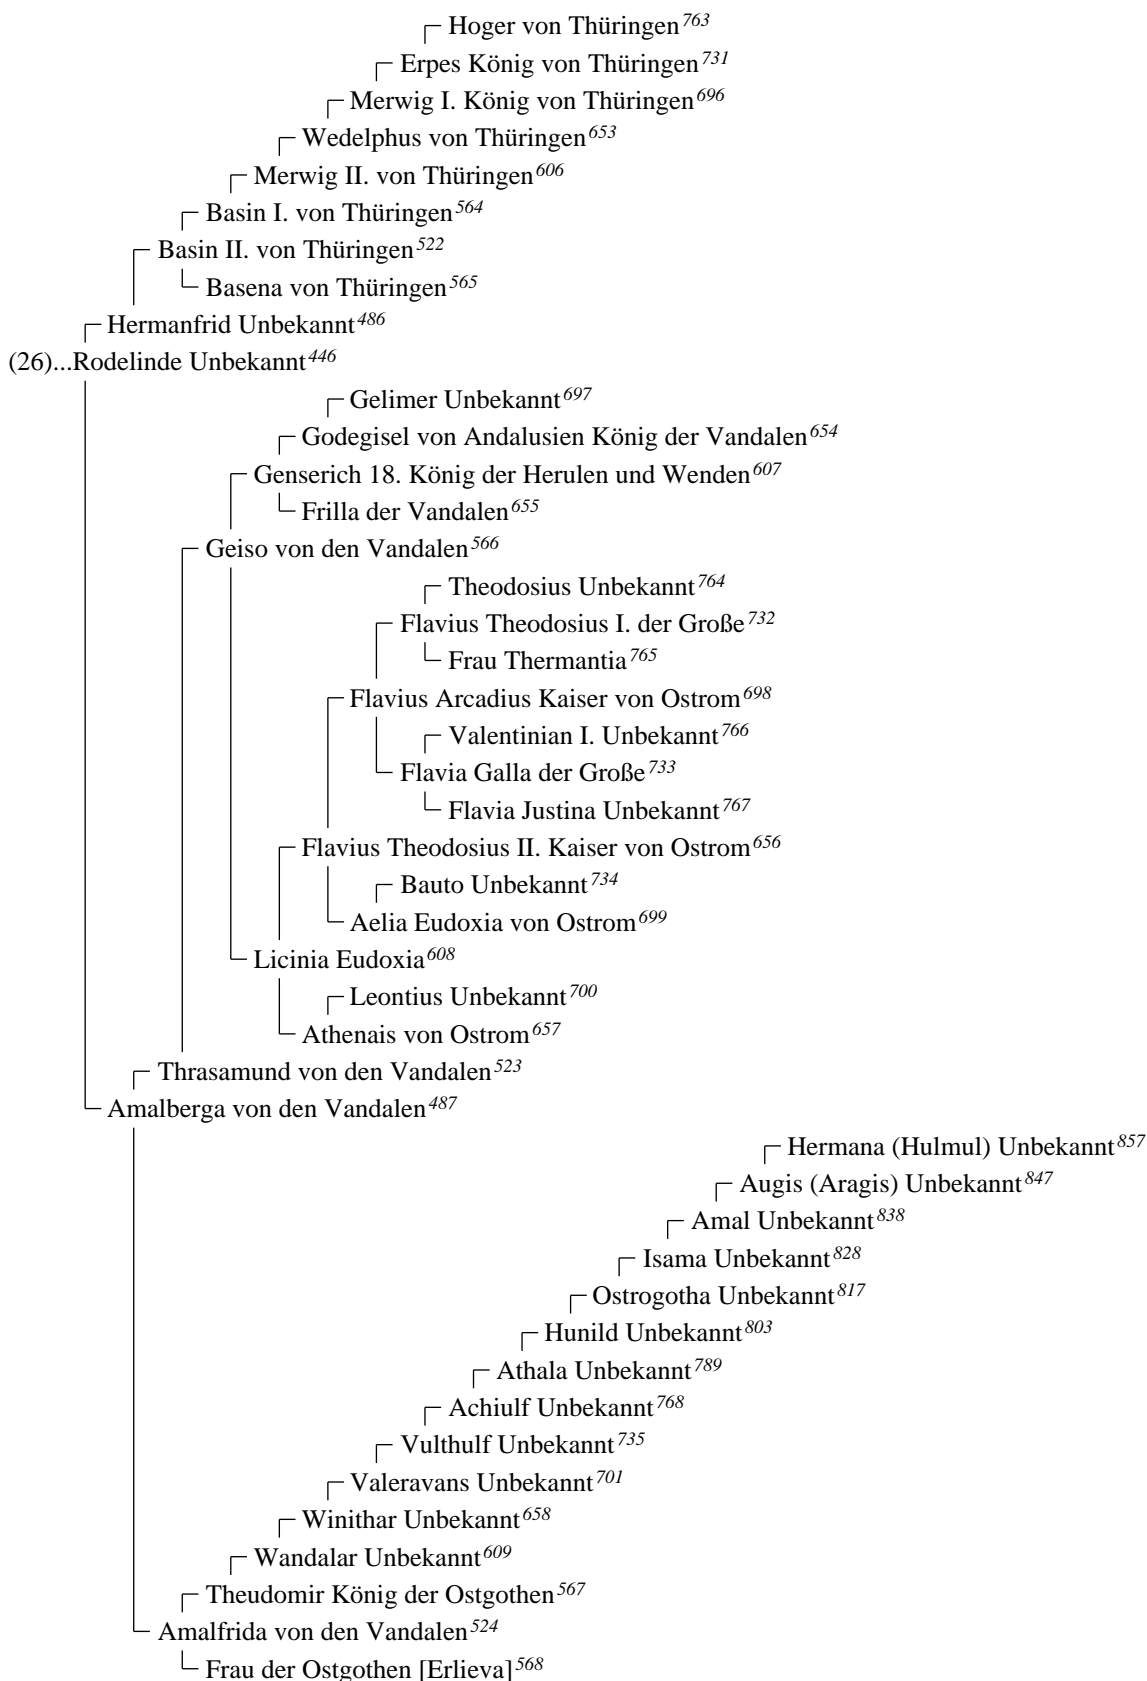 Hoger von Thüringen763
Erpes König von Thüringen731
Merwig I. König von Thüringen696
Wedelphus von Thüringen653
Merwig II. von Thüringen606
Basin I. von Thüringen564
Basin II. von Thüringen522
Basena von Thüringen565
Hermanfrid Unbekannt486
(26)...Rodelinde Unbekannt446
Gelimer Unbekannt697
Godegisel von Andalusien König der Vandalen654
Genserich 18. König der Herulen und Wenden607
Frilla der Vandalen655
Geiso von den Vandalen566
Theodosius Unbekannt764
Flavius Theodosius I. der Große732
Frau Thermantia765
Flavius Arcadius Kaiser von Ostrom698
Valentinian I. Unbekannt766
Flavia Galla der Große733
Flavia Justina Unbekannt767
Flavius Theodosius II. Kaiser von Ostrom656
Bauto Unbekannt734
Aelia Eudoxia von Ostrom699
Licinia Eudoxia608
Leontius Unbekannt700
Athenais von Ostrom657
Thrasamund von den Vandalen523
Amalberga von den Vandalen487
Hermana (Hulmul) Unbekannt857
Augis (Aragis) Unbekannt847
Amal Unbekannt838
Isama Unbekannt828
Ostrogotha Unbekannt817
Hunild Unbekannt803
Athala Unbekannt789
Achiulf Unbekannt768
Vulthulf Unbekannt735
Valeravans Unbekannt701
Winithar Unbekannt658
Wandalar Unbekannt609
Theudomir König der Ostgothen567
Amalfrida von den Vandalen524
Frau der Ostgothen [Erlieva]568